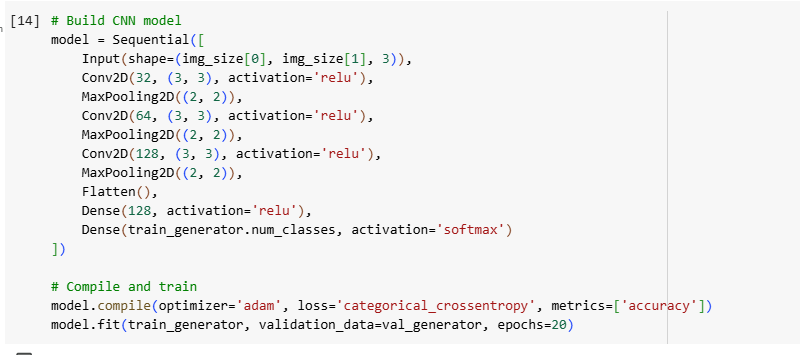 [14] # Build CNN model
model = Sequential([
    Input(shape=(img_size[0], img_size[1], 3)),
    Conv2D(32, (3, 3), activation='relu'),
    MaxPooling2D((2, 2)),
    Conv2D(64, (3, 3), activation='relu'),
    MaxPooling2D((2, 2)),
    Conv2D(128, (3, 3), activation='relu'),
    MaxPooling2D((2, 2)),
    Flatten(),
    Dense(128, activation='relu'),
    Dense(train_generator.num_classes, activation='softmax')
])
# Compile and train
model.compile(optimizer='adam', loss='categorical_crossentropy', metrics=['accuracy'])
model.fit(train_generator, validation_data=val_generator, epochs=20)